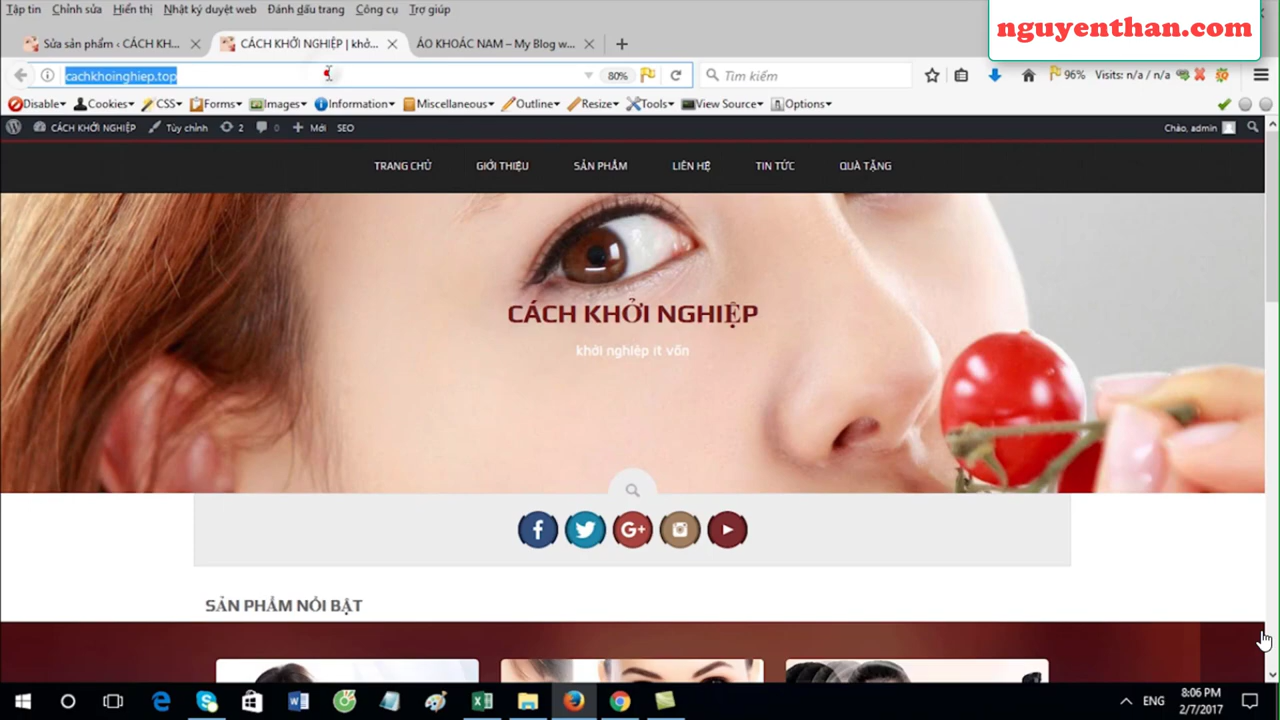 Tập tin Chỉnh sửa Hiển thị Nhật ký duyệt web Đánh dấu trang Công cụ Trợ giúp
nguyenthan.com
Sửa sản phẩm ‹ CÁCH KH... CÁCH KHỞI NGHIỆP | khở... ÁO KHOÁC NAM – My Blog w...
cachkhoinghiep.top 80% Tìm kiếm 96% Visits: n/a / n/a
Disable Cookies CSS Forms Images Information Miscellaneous Outline Resize Tools View Source Options
CÁCH KHỞI NGHIỆP Tùy chỉnh 2 0 Mới SEO Chào, admin
TRANG CHỦ GIỚI THIỆU SẢN PHẨM LIÊN HỆ TIN TỨC QUÀ TẶNG
CÁCH KHỞI NGHIỆP
khởi nghiệp ít vốn
SẢN PHẨM NỔI BẬT
ENG 8:06 PM
2/7/2017